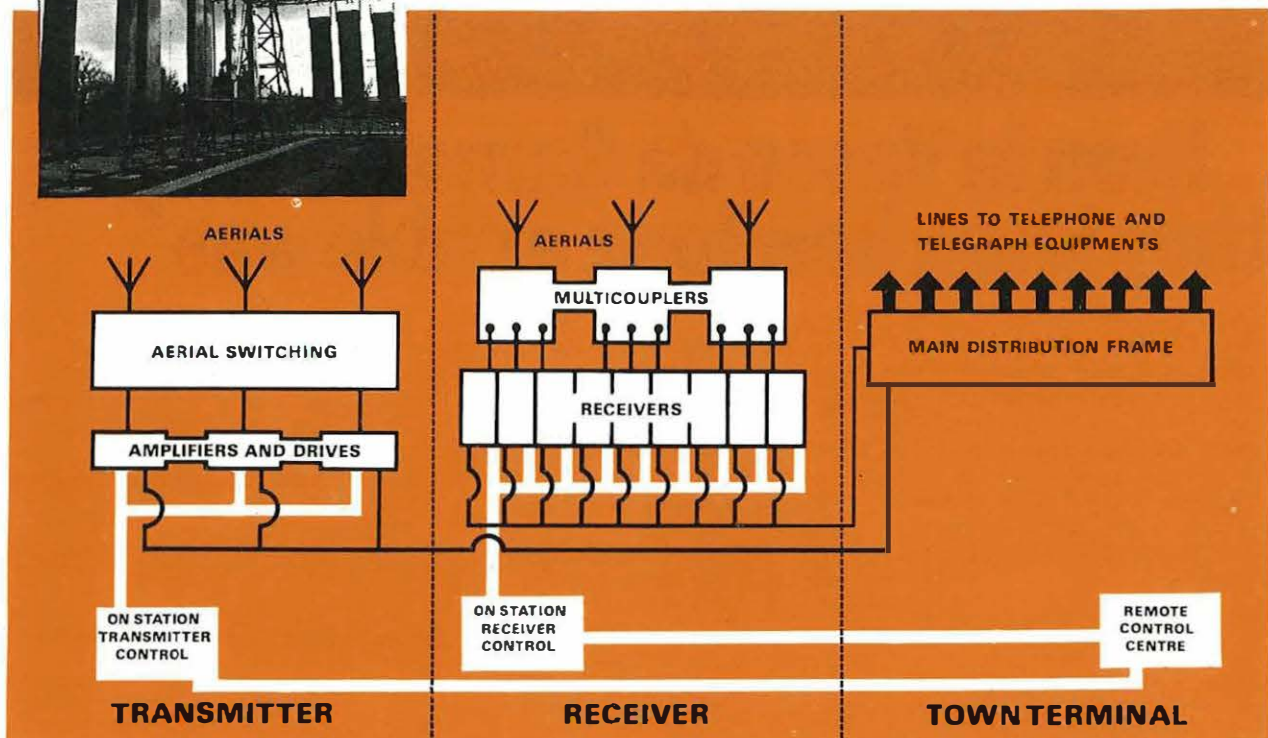 AERIALS
AERIAL SWITCHING
AMPLIFIERS AND DRIVES
ON STATION
TRANSMITTER
CONTROL
TRANSMITTER
AERIALS
MULTICOUPLERS
RECEIVERS
ON STATION
RECEIVER
CONTROL
RECEIVER
LINES TO TELEPHONE AND
TELEGRAPH EQUIPMENTS
MAIN DISTRIBUTION FRAME
REMOTE
CONTROL
CENTRE
TOWN TERMINAL